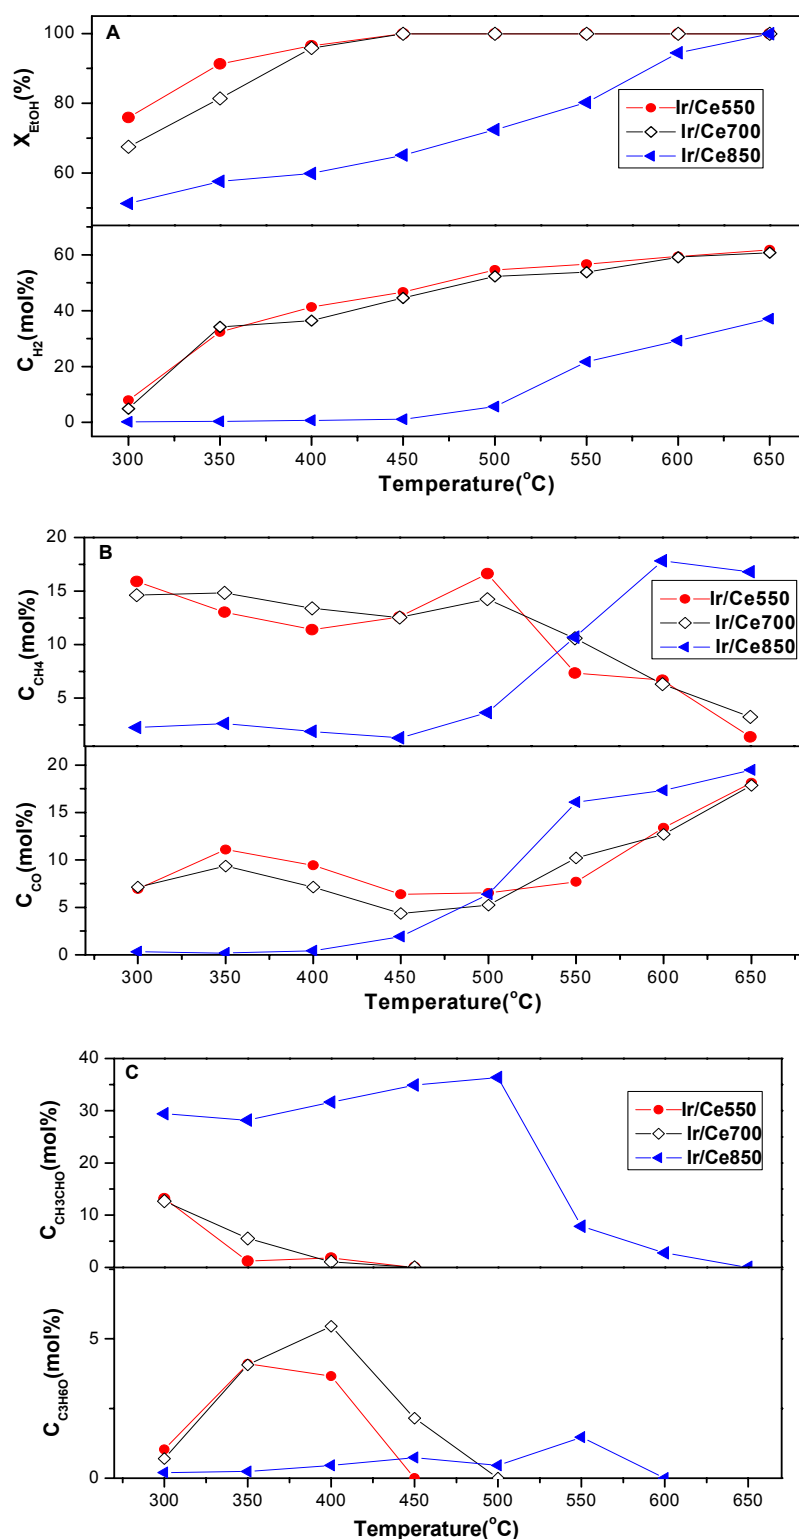 A
100
80
60
X_EtOH(%)
Ir/Ce550
Ir/Ce700
Ir/Ce850
60
40
20
0
C_H2(mol%)
300 350 400 450 500 550 600 650
Temperature(°C)
B
20
15
10
5
C_CH4(mol%)
Ir/Ce550
Ir/Ce700
Ir/Ce850
20
15
10
5
0
C_CO(mol%)
300 350 400 450 500 550 600 650
Temperature(°C)
C
40
30
20
10
0
C_CH3CHO(mol%)
Ir/Ce550
Ir/Ce700
Ir/Ce850
5
0
C_C3H6O(mol%)
300 350 400 450 500 550 600 650
Temperature(°C)